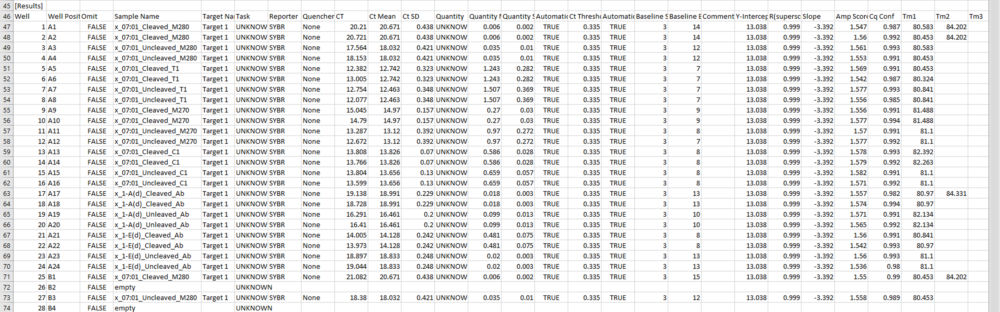 45 [Results]
46 Well Well Posit Omit Sample Name Target Nar Task Reporter Quencher CT Ct Mean Ct SD Quantity Quantity M Quantity S Automatic Ct Thresho Automatic Baseline S Baseline E Comment Y-Intercep R(supersc Slope Amp Score Cq Conf Tm1 Tm2 Tm3
47 1 A1 FALSE x_07:01_Cleaved_M280 Target 1 UNKNOW SYBR None 20.21 20.671 0.438 UNKNOW 0.006 0.002 TRUE 0.335 TRUE 3 14 13.038 0.999 -3.392 1.547 0.987 80.583 84.202
48 2 A2 FALSE x_07:01_Cleaved_M280 Target 1 UNKNOW SYBR None 20.721 20.671 0.438 UNKNOW 0.006 0.002 TRUE 0.335 TRUE 3 14 13.038 0.999 -3.392 1.56 0.992 80.453 84.202
49 3 A3 FALSE x_07:01_Uncleaved_M280 Target 1 UNKNOW SYBR None 17.564 18.032 0.421 UNKNOW 0.035 0.01 TRUE 0.335 TRUE 3 12 13.038 0.999 -3.392 1.561 0.993 80.583
50 4 A4 FALSE x_07:01_Uncleaved_M280 Target 1 UNKNOW SYBR None 18.153 18.032 0.421 UNKNOW 0.035 0.01 TRUE 0.335 TRUE 3 12 13.038 0.999 -3.392 1.553 0.991 80.453
51 5 A5 FALSE x_07:01_Cleaved_T1 Target 1 UNKNOW SYBR None 12.382 12.742 0.323 UNKNOW 1.243 0.282 TRUE 0.335 TRUE 3 7 13.038 0.999 -3.392 1.569 0.991 80.453
52 6 A6 FALSE x_07:01_Cleaved_T1 Target 1 UNKNOW SYBR None 13.005 12.742 0.323 UNKNOW 1.243 0.282 TRUE 0.335 TRUE 3 7 13.038 0.999 -3.392 1.542 0.987 80.324
53 7 A7 FALSE x_07:01_Uncleaved_T1 Target 1 UNKNOW SYBR None 12.754 12.463 0.348 UNKNOW 1.507 0.369 TRUE 0.335 TRUE 3 7 13.038 0.999 -3.392 1.577 0.993 80.841
54 8 A8 FALSE x_07:01_Uncleaved_T1 Target 1 UNKNOW SYBR None 12.077 12.463 0.348 UNKNOW 1.507 0.369 TRUE 0.335 TRUE 3 7 13.038 0.999 -3.392 1.556 0.985 80.841
55 9 A9 FALSE x_07:01_Cleaved_M270 Target 1 UNKNOW SYBR None 15.045 14.97 0.157 UNKNOW 0.27 0.03 TRUE 0.335 TRUE 3 9 13.038 0.999 -3.392 1.556 0.991 81.488
56 10 A10 FALSE x_07:01_Cleaved_M270 Target 1 UNKNOW SYBR None 14.79 14.97 0.157 UNKNOW 0.27 0.03 TRUE 0.335 TRUE 3 9 13.038 0.999 -3.392 1.577 0.994 81.488
57 11 A11 FALSE x_07:01_Uncleaved_M270 Target 1 UNKNOW SYBR None 13.287 13.12 0.392 UNKNOW 0.97 0.272 TRUE 0.335 TRUE 3 8 13.038 0.999 -3.392 1.57 0.991 81.1
58 12 A12 FALSE x_07:01_Uncleaved_M270 Target 1 UNKNOW SYBR None 12.672 13.12 0.392 UNKNOW 0.97 0.272 TRUE 0.335 TRUE 3 7 13.038 0.999 -3.392 1.577 0.992 81.1
59 13 A13 FALSE x_07:01_Cleaved_C1 Target 1 UNKNOW SYBR None 13.808 13.826 0.07 UNKNOW 0.586 0.028 TRUE 0.335 TRUE 3 8 13.038 0.999 -3.392 1.578 0.993 82.392
60 14 A14 FALSE x_07:01_Cleaved_C1 Target 1 UNKNOW SYBR None 13.766 13.826 0.07 UNKNOW 0.586 0.028 TRUE 0.335 TRUE 3 8 13.038 0.999 -3.392 1.579 0.992 82.263
61 15 A15 FALSE x_07:01_Uncleaved_C1 Target 1 UNKNOW SYBR None 13.804 13.656 0.13 UNKNOW 0.659 0.057 TRUE 0.335 TRUE 3 8 13.038 0.999 -3.392 1.582 0.991 81.1
62 16 A16 FALSE x_07:01_Uncleaved_C1 Target 1 UNKNOW SYBR None 13.599 13.656 0.13 UNKNOW 0.659 0.057 TRUE 0.335 TRUE 3 8 13.038 0.999 -3.392 1.571 0.992 81.1
63 17 A17 FALSE x_1-A(d)_Cleaved_Ab Target 1 UNKNOW SYBR None 19.138 18.991 0.229 UNKNOW 0.018 0.003 TRUE 0.335 TRUE 3 13 13.038 0.999 -3.392 1.557 0.982 80.97 84.331
64 18 A18 FALSE x_1-A(d)_Cleaved_Ab Target 1 UNKNOW SYBR None 18.728 18.991 0.229 UNKNOW 0.018 0.003 TRUE 0.335 TRUE 3 13 13.038 0.999 -3.392 1.574 0.994 80.97
65 19 A19 FALSE x_1-A(d)_Unleaved_Ab Target 1 UNKNOW SYBR None 16.291 16.461 0.2 UNKNOW 0.099 0.013 TRUE 0.335 TRUE 3 10 13.038 0.999 -3.392 1.571 0.991 82.134
66 20 A20 FALSE x_1-A(d)_Unleaved_Ab Target 1 UNKNOW SYBR None 16.41 16.461 0.2 UNKNOW 0.099 0.013 TRUE 0.335 TRUE 3 10 13.038 0.999 -3.392 1.565 0.992 82.134
67 21 A21 FALSE x_1-E(d)_Cleaved_Ab Target 1 UNKNOW SYBR None 14.005 14.128 0.242 UNKNOW 0.481 0.075 TRUE 0.335 TRUE 3 8 13.038 0.999 -3.392 1.56 0.991 80.841
68 22 A22 FALSE x_1-E(d)_Cleaved_Ab Target 1 UNKNOW SYBR None 13.973 14.128 0.242 UNKNOW 0.481 0.075 TRUE 0.335 TRUE 3 8 13.038 0.999 -3.392 1.542 0.993 80.97
69 23 A23 FALSE x_1-E(d)_Uncleaved_Ab Target 1 UNKNOW SYBR None 18.897 18.833 0.248 UNKNOW 0.02 0.003 TRUE 0.335 TRUE 3 13 13.038 0.999 -3.392 1.56 0.993 81.1
70 24 A24 FALSE x_1-E(d)_Uncleaved_Ab Target 1 UNKNOW SYBR None 19.044 18.833 0.248 UNKNOW 0.02 0.003 TRUE 0.335 TRUE 3 13 13.038 0.999 -3.392 1.536 0.98 81.1
71 25 B1 FALSE x_07:01_Cleaved_M280 Target 1 UNKNOW SYBR None 21.082 20.671 0.438 UNKNOW 0.006 0.002 TRUE 0.335 TRUE 3 15 13.038 0.999 -3.392 1.55 0.99 80.453 84.202
72 26 B2 FALSE empty UNKNOWN
73 27 B3 FALSE x_07:01_Uncleaved_M280 Target 1 UNKNOW SYBR None 18.38 18.032 0.421 UNKNOW 0.035 0.01 TRUE 0.335 TRUE 3 12 13.038 0.999 -3.392 1.558 0.989 80.453
74 28 B4 FALSE empty UNKNOWN